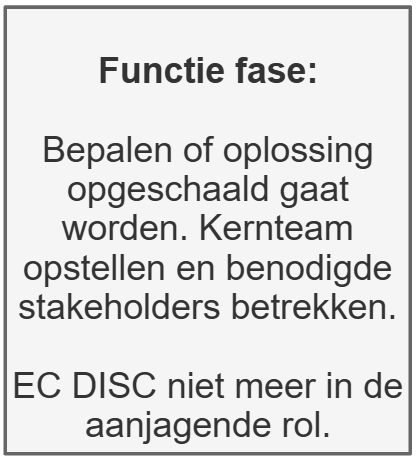 Functie fase:
Bepalen of oplossing
opgeschaald gaat
worden. Kernteam
opstellen en benodigde
stakeholders betrekken.
EC DISC niet meer in de
aanjagende rol.